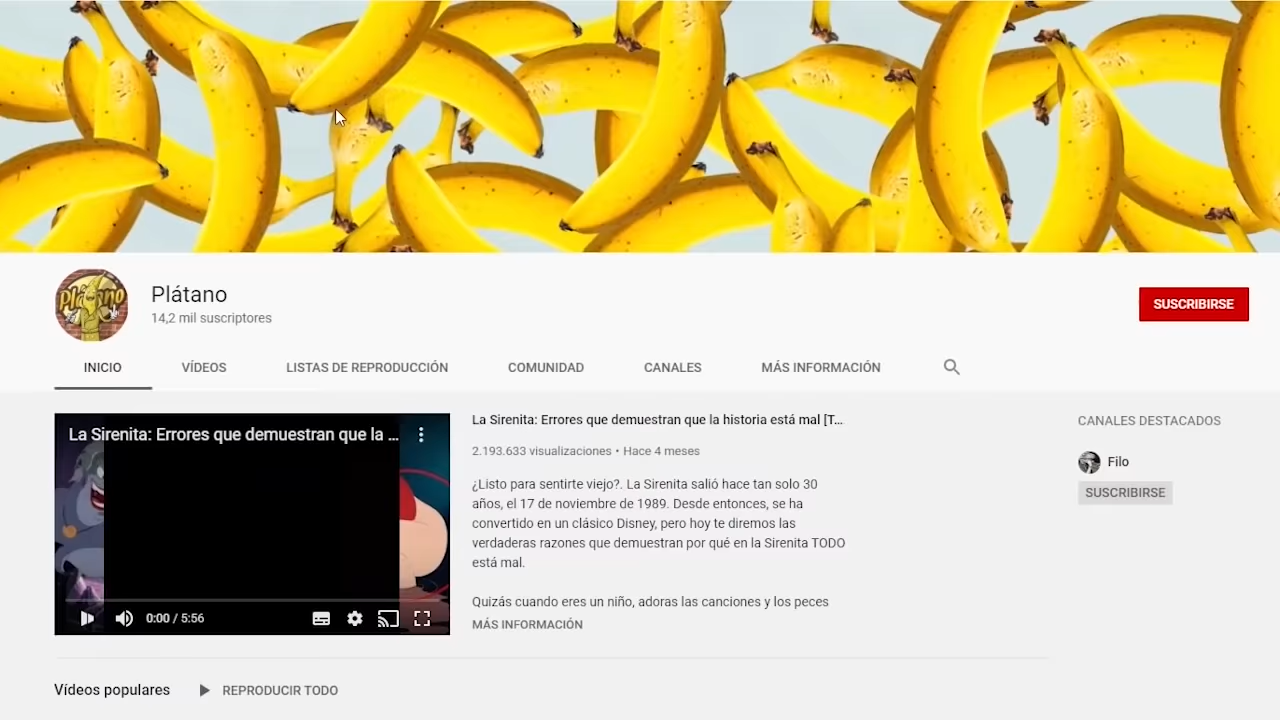 Plátano
Plátano
14,2 mil suscriptores
SUSCRIBIRSE
INICIO
VÍDEOS
LISTAS DE REPRODUCCIÓN
COMUNIDAD
CANALES
MÁS INFORMACIÓN
La Sirenita: Errores que demuestran que la ...
0:00 / 5:56
La Sirenita: Errores que demuestran que la historia está mal [T...
2.193.633 visualizaciones • Hace 4 meses
¿Listo para sentirte viejo?. La Sirenita salió hace tan solo 30
años, el 17 de noviembre de 1989. Desde entonces, se ha
convertido en un clásico Disney, pero hoy te diremos las
verdaderas razones que demuestran por qué en la Sirenita TODO
está mal.
Quizás cuando eres un niño, adoras las canciones y los peces
MÁS INFORMACIÓN
CANALES DESTACADOS
Filo
SUSCRIBIRSE
Vídeos populares
REPRODUCIR TODO